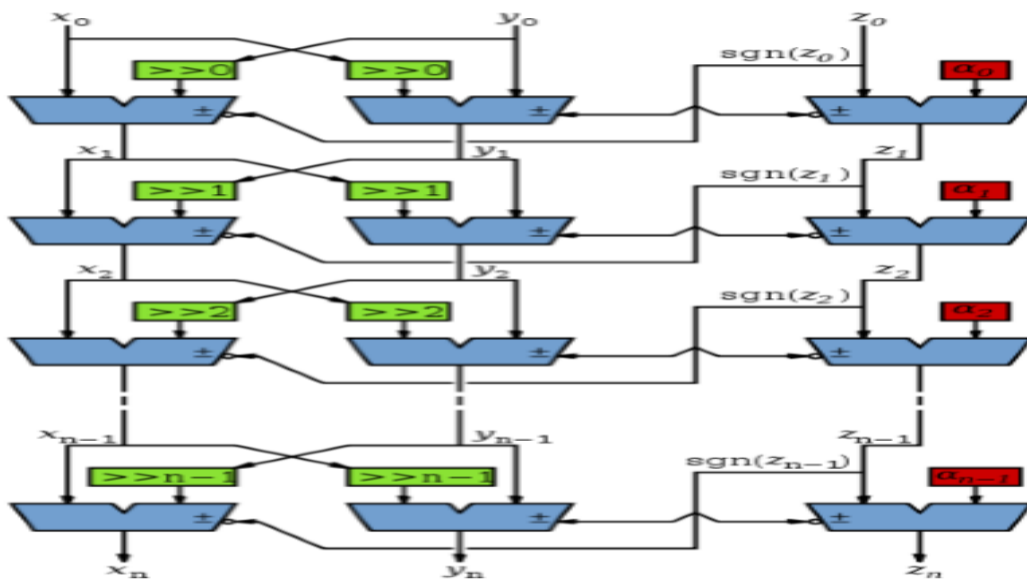 x₀ y₀ z₀
sgn(z₀)
>>0 >>0 α₀
± ± ±
x₁ y₁ z₁
sgn(z₁)
>>1 >>1 α₁
± ± ±
x₂ y₂ z₂
sgn(z₂)
>>2 >>2 α₂
± ± ±
xₙ₋₁ yₙ₋₁ zₙ₋₁
sgn(zₙ₋₁)
>>n-1 >>n-1 αₙ₋₁
± ± ±
xₙ yₙ zₙ